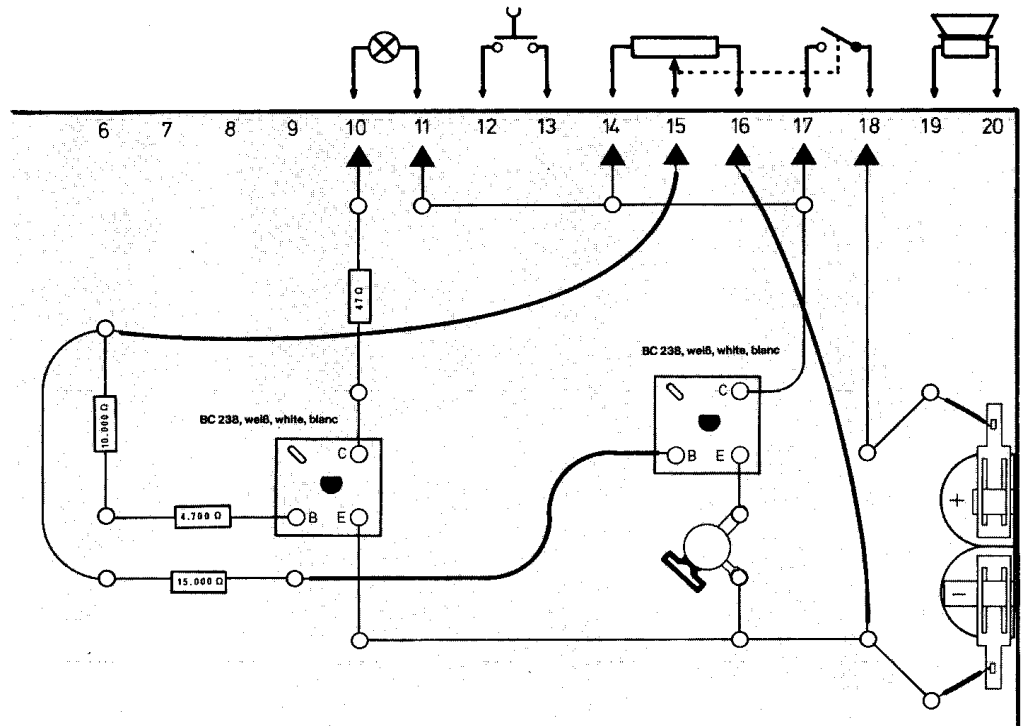 6 7 8 9 10 11 12 13 14 15 16 17 18 19 20
47 Ω
BC 238, weiß, white, blanc
C
B E
10.000 Ω
BC 238, weiß, white, blanc
C
B E
4.700 Ω
15.000 Ω
+
−